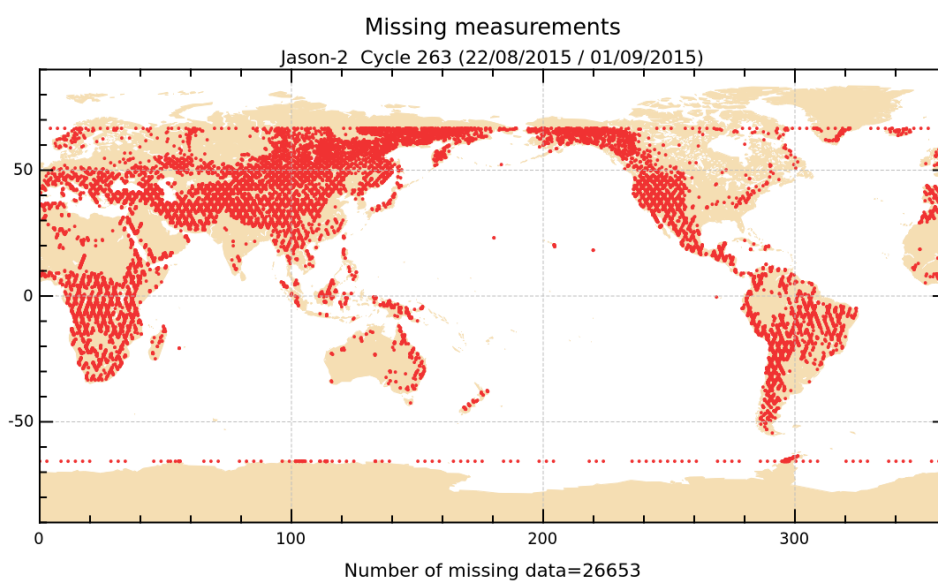 Missing measurements
Jason-2 Cycle 263 (22/08/2015 / 01/09/2015)
50
0
-50
0 100 200 300
Number of missing data=26653